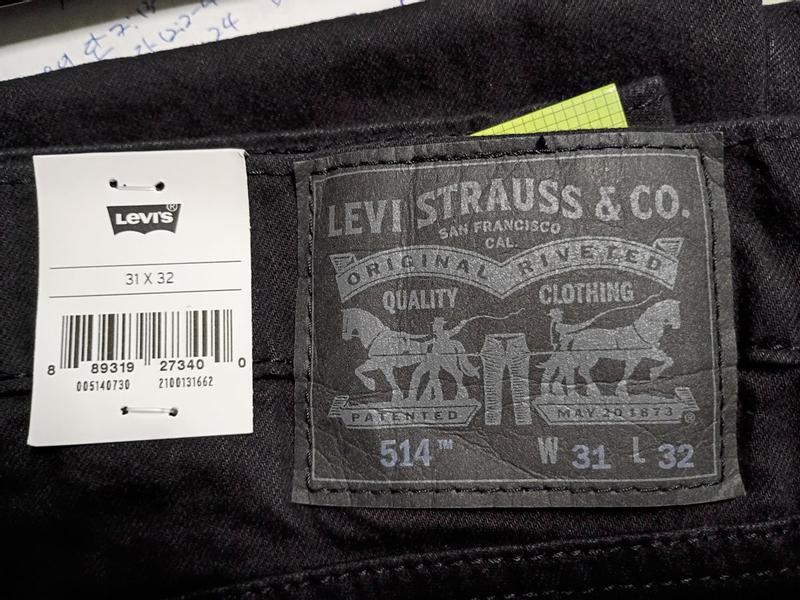 LEVI'S®
31 X 32
8 89319 27340 0
005140730 2100131662
LEVI STRAUSS & CO.
SAN FRANCISCO
CAL.
ORIGINAL RIVETED
QUALITY CLOTHING
PATENTED MAY 20 1873 ®
514™ W 31 L 32